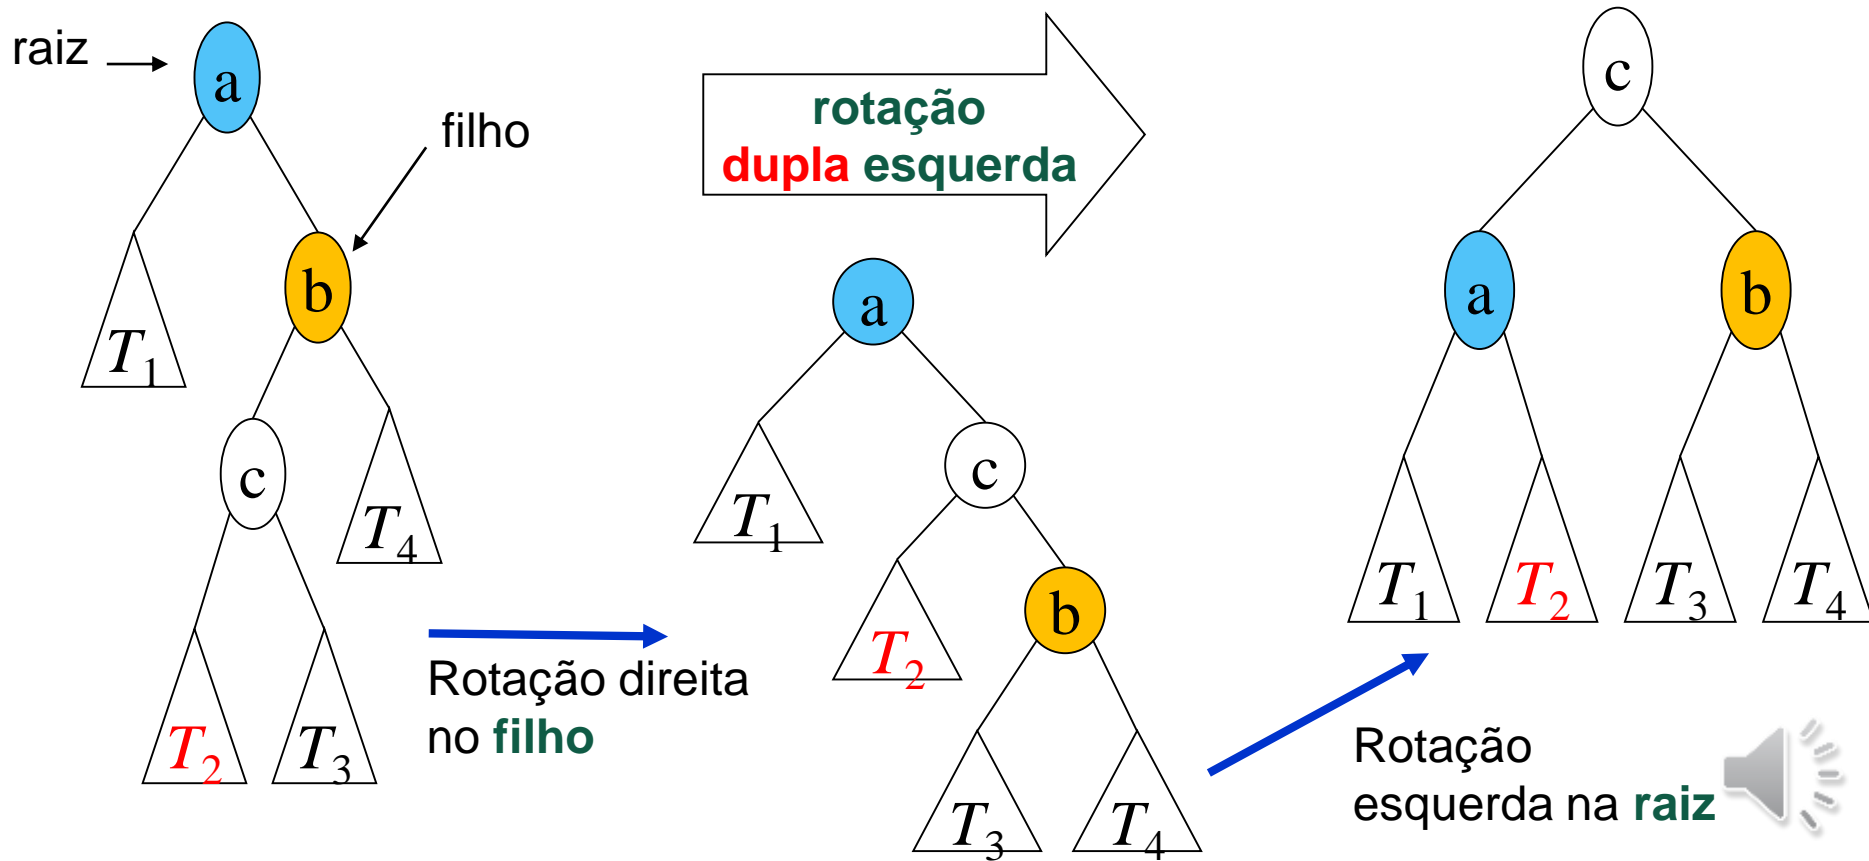 raiz
a
filho
b
T1
c
T4
T2
T3
rotação
dupla esquerda
Rotação direita
no filho
a
T1
c
T2
b
T3
T4
Rotação
esquerda na raiz
c
a
b
T1
T2
T3
T4